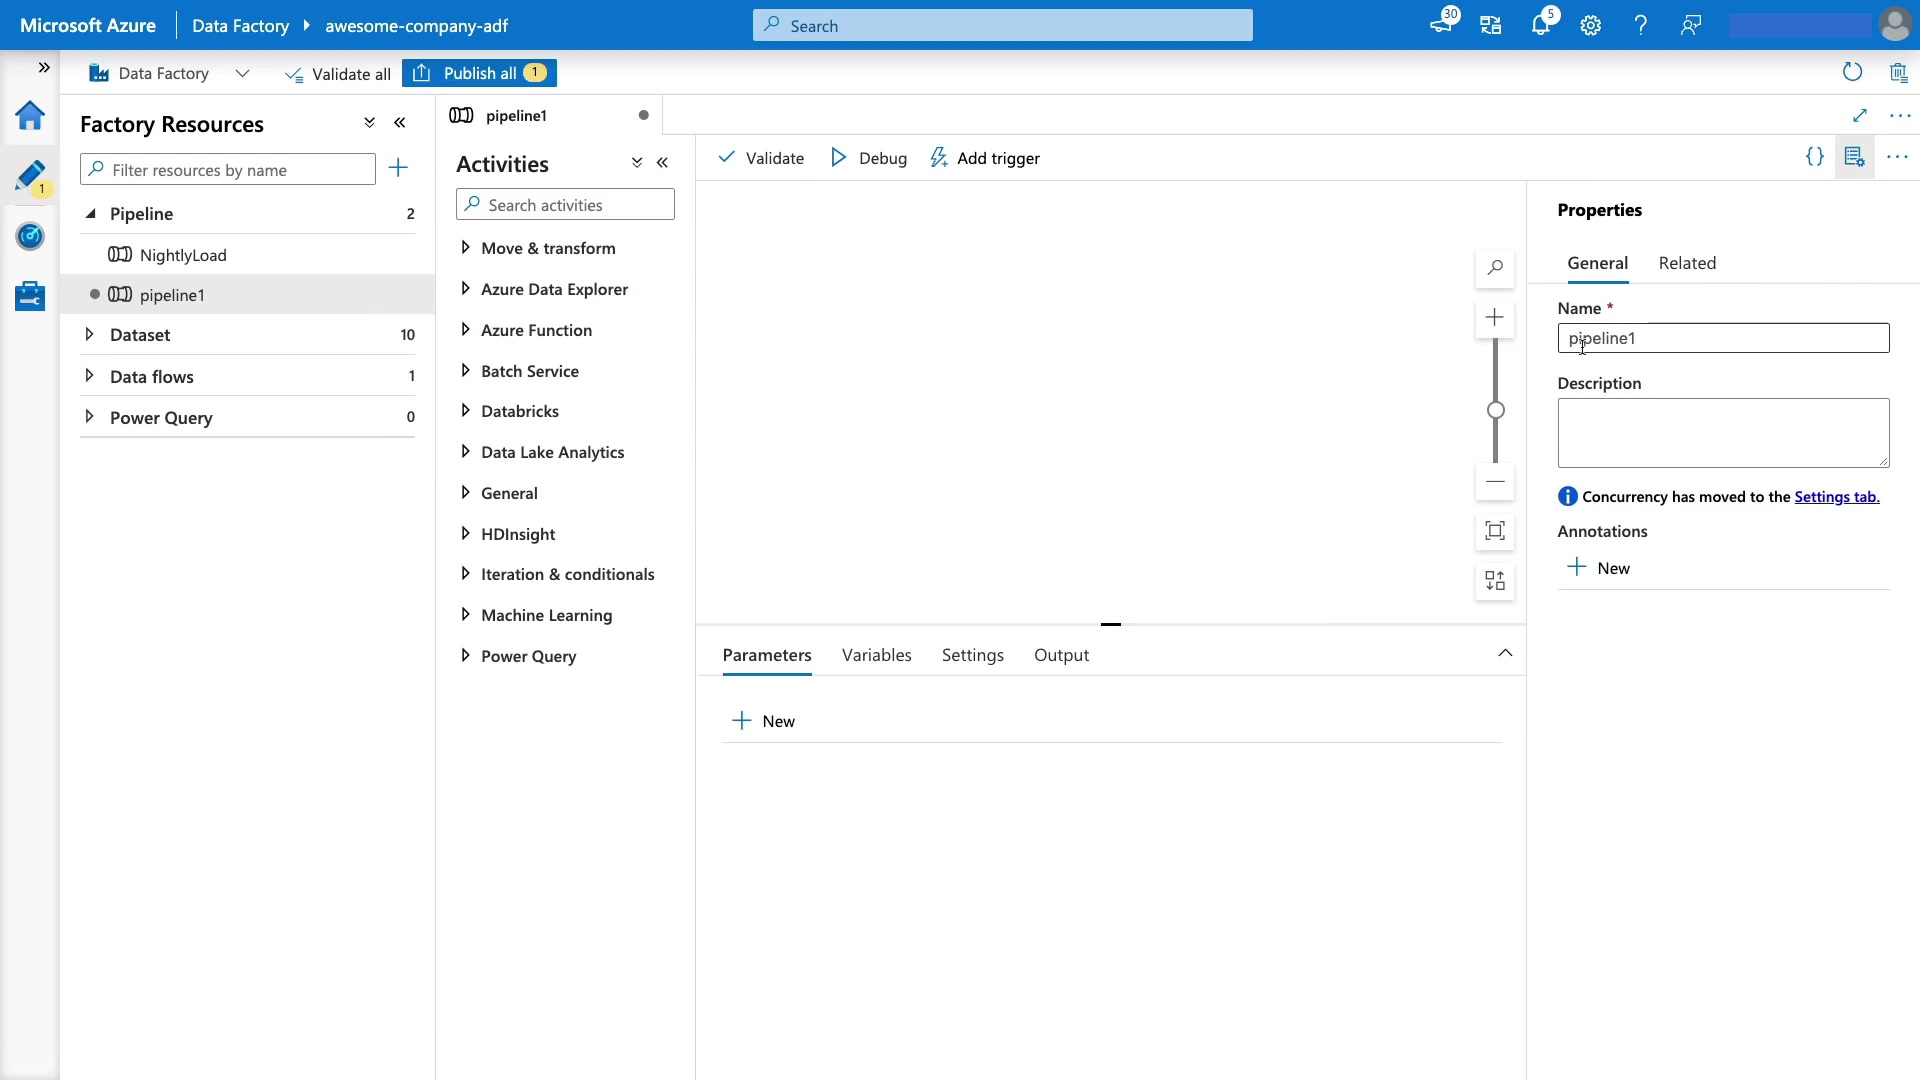 Microsoft Azure
Data Factory
awesome-company-adf
Search
30
5
Data Factory
Validate all
Publish all 1
1
Factory Resources
Filter resources by name
Pipeline 2
NightlyLoad
pipeline1
Dataset 10
Data flows 1
Power Query 0
pipeline1
Activities
Search activities
Move & transform
Azure Data Explorer
Azure Function
Batch Service
Databricks
Data Lake Analytics
General
HDInsight
Iteration & conditionals
Machine Learning
Power Query
Validate
Debug
Add trigger
Parameters
Variables
Settings
Output
New
Properties
General
Related
Name *
pipeline1
Description
Concurrency has moved to the Settings tab.
Annotations
New